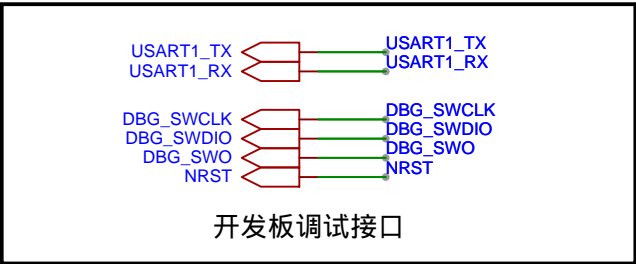 USART1_TX USART1_TX
USART1_RX USART1_RX
DBG_SWCLK DBG_SWCLK
DBG_SWDIO DBG_SWDIO
DBG_SWO DBG_SWO
NRST NRST
开发板调试接口